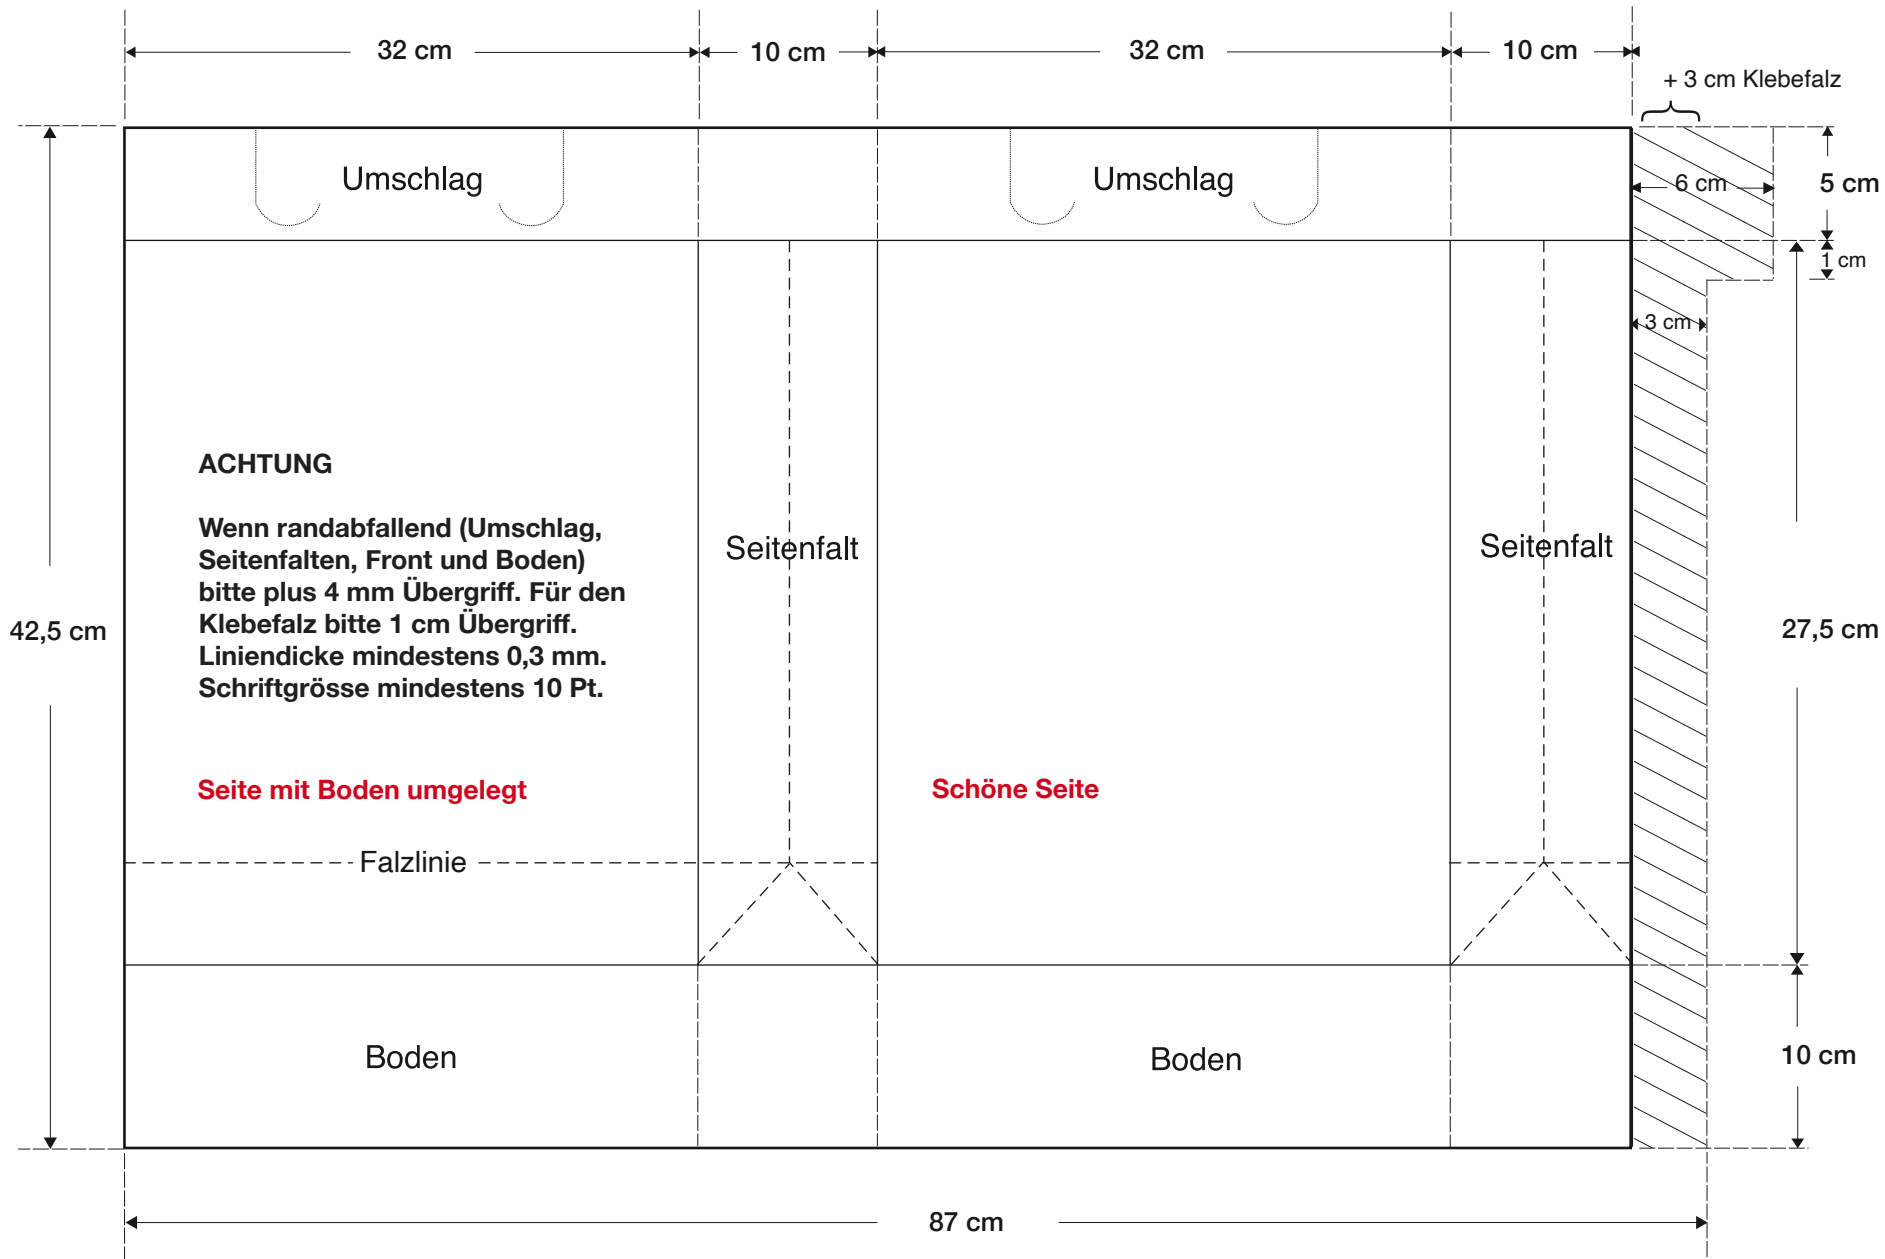 32 cm
10 cm
32 cm
10 cm
+ 3 cm Klebefalz
Umschlag
Umschlag
6 cm
5 cm
1 cm
3 cm
ACHTUNG
Wenn randabfallend (Umschlag,
Seitenfalten, Front und Boden)
bitte plus 4 mm Übergriff. Für den
Klebefalz bitte 1 cm Übergriff.
Liniendicke mindestens 0,3 mm.
Schriftgrösse mindestens 10 Pt.
Seitenfalt
Seitenfalt
42,5 cm
27,5 cm
Seite mit Boden umgelegt
Schöne Seite
Falzlinie
Boden
Boden
10 cm
87 cm